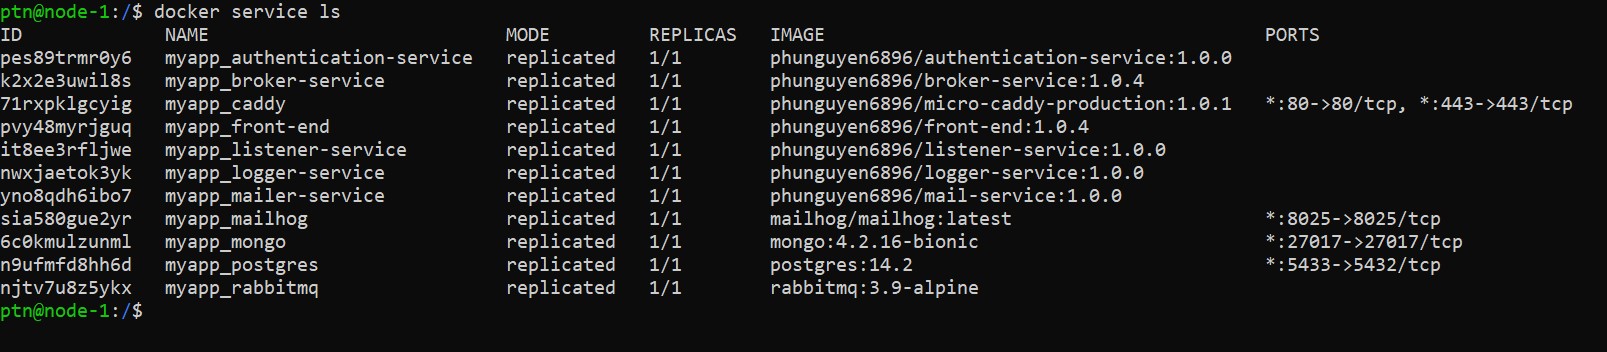 ptn@node-1:/$ docker service ls
ID             NAME                           MODE         REPLICAS   IMAGE                                        PORTS
pes89trmr0y6   myapp_authentication-service   replicated   1/1        phunguyen6896/authentication-service:1.0.0
k2x2e3uwil8s   myapp_broker-service           replicated   1/1        phunguyen6896/broker-service:1.0.4
71rxpklgcyig   myapp_caddy                    replicated   1/1        phunguyen6896/micro-caddy-production:1.0.1   *:80->80/tcp, *:443->443/tcp
pvy48myrjguq   myapp_front-end                replicated   1/1        phunguyen6896/front-end:1.0.4
it8ee3rfljwe   myapp_listener-service         replicated   1/1        phunguyen6896/listener-service:1.0.0
nwxjaetok3yk   myapp_logger-service           replicated   1/1        phunguyen6896/logger-service:1.0.0
yno8qdh6ibo7   myapp_mailer-service           replicated   1/1        phunguyen6896/mail-service:1.0.0
sia580gue2yr   myapp_mailhog                  replicated   1/1        mailhog/mailhog:latest                       *:8025->8025/tcp
6c0kmulzunml   myapp_mongo                    replicated   1/1        mongo:4.2.16-bionic                          *:27017->27017/tcp
n9ufmfd8hh6d   myapp_postgres                 replicated   1/1        postgres:14.2                                *:5433->5432/tcp
njtv7u8z5ykx   myapp_rabbitmq                 replicated   1/1        rabbitmq:3.9-alpine
ptn@node-1:/$